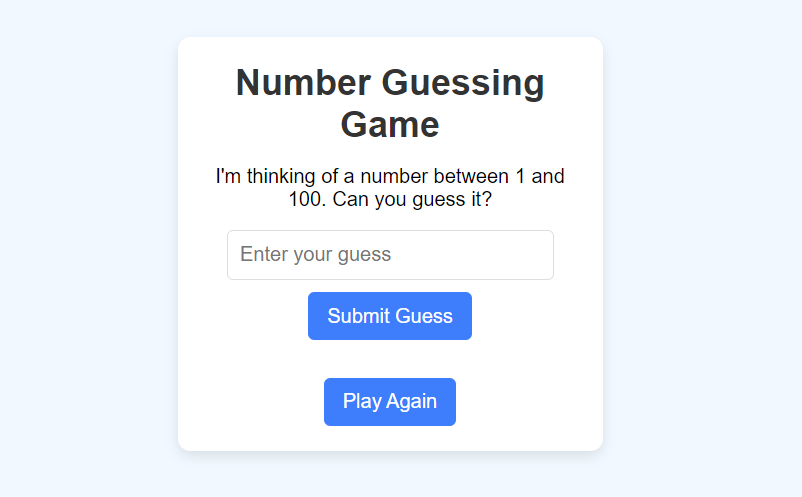 Number Guessing
Game
I'm thinking of a number between 1 and
100. Can you guess it?
Enter your guess
Submit Guess
Play Again